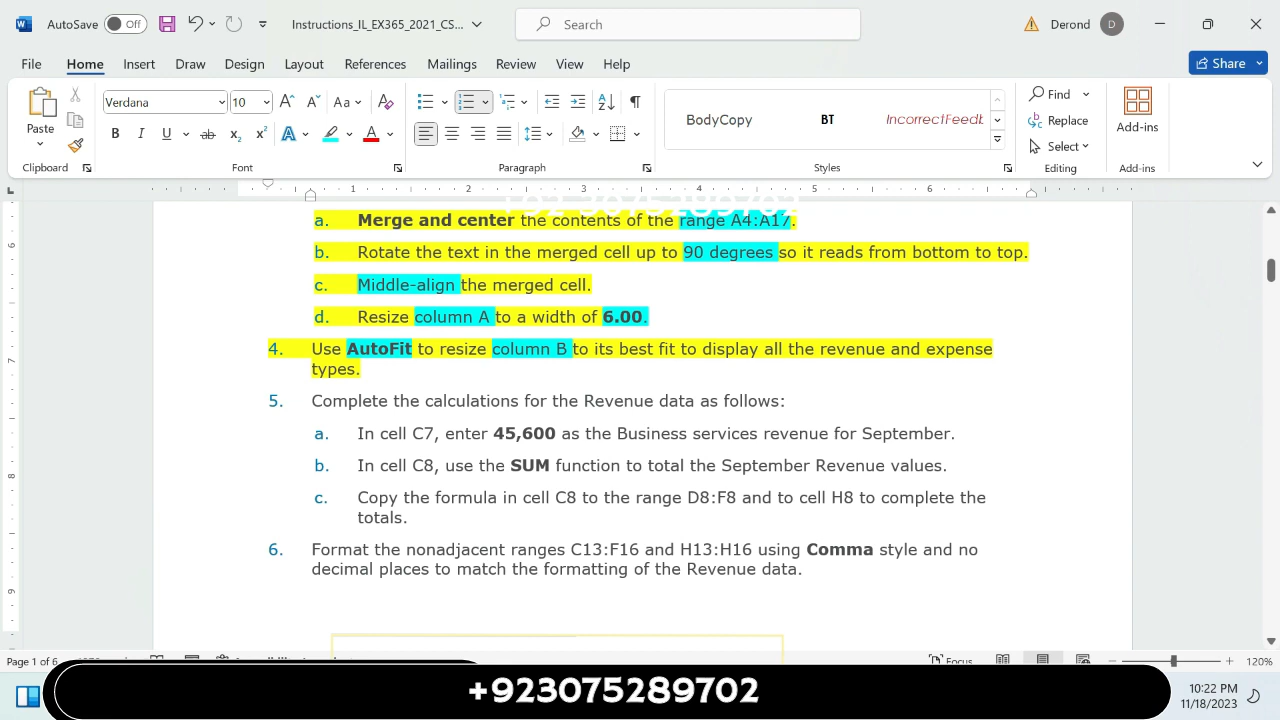 AutoSave Off Instructions_IL_EX365_2021_CS... Search Derond D
File Home Insert Draw Design Layout References Mailings Review View Help Share
Paste Verdana 10 Aa BodyCopy BT IncorrectFeedb Find Replace Select Add-ins
Clipboard Font Paragraph Styles Editing Add-ins
1 2 3 4 5 6
a. Merge and center the contents of the range A4:A17.
b. Rotate the text in the merged cell up to 90 degrees so it reads from bottom to top.
c. Middle-align the merged cell.
d. Resize column A to a width of 6.00.
4. Use AutoFit to resize column B to its best fit to display all the revenue and expense
types.
5. Complete the calculations for the Revenue data as follows:
a. In cell C7, enter 45,600 as the Business services revenue for September.
b. In cell C8, use the SUM function to total the September Revenue values.
c. Copy the formula in cell C8 to the range D8:F8 and to cell H8 to complete the
totals.
6. Format the nonadjacent ranges C13:F16 and H13:H16 using Comma style and no
decimal places to match the formatting of the Revenue data.
Page 1 of 6 Focus 120%
+923075289702
10:22 PM
11/18/2023